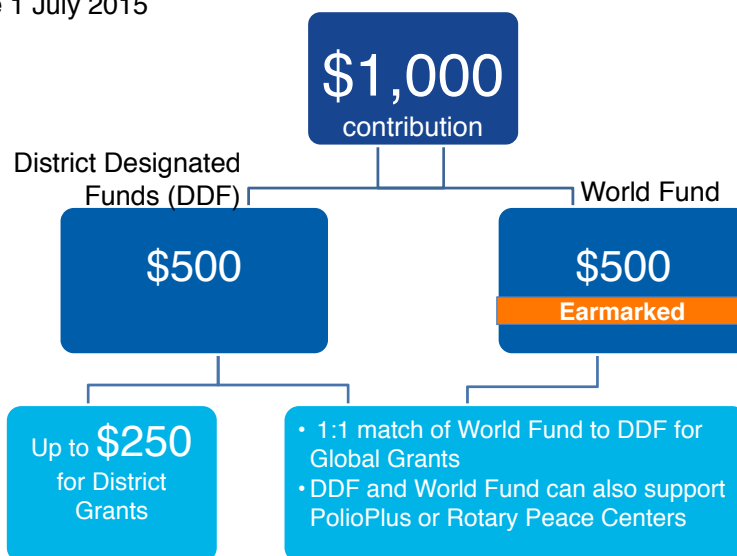 1 July 2015
$1,000
contribution
District Designated
Funds (DDF)
World Fund
$500
$500
Earmarked
Up to $250
for District
Grants
• 1:1 match of World Fund to DDF for
Global Grants
• DDF and World Fund can also support
PolioPlus or Rotary Peace Centers